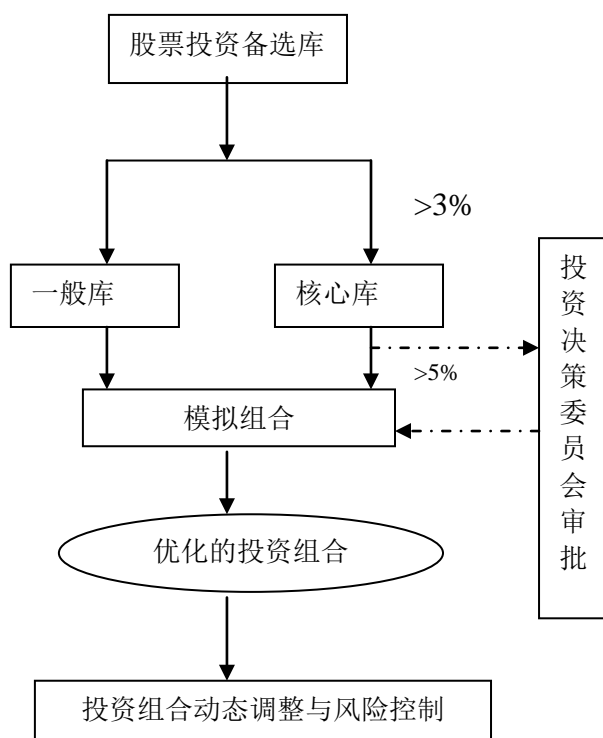 股票投资备选库
>3%
一般库
核心库
>5%
模拟组合
投资决策委员会审批
优化的投资组合
投资组合动态调整与风险控制